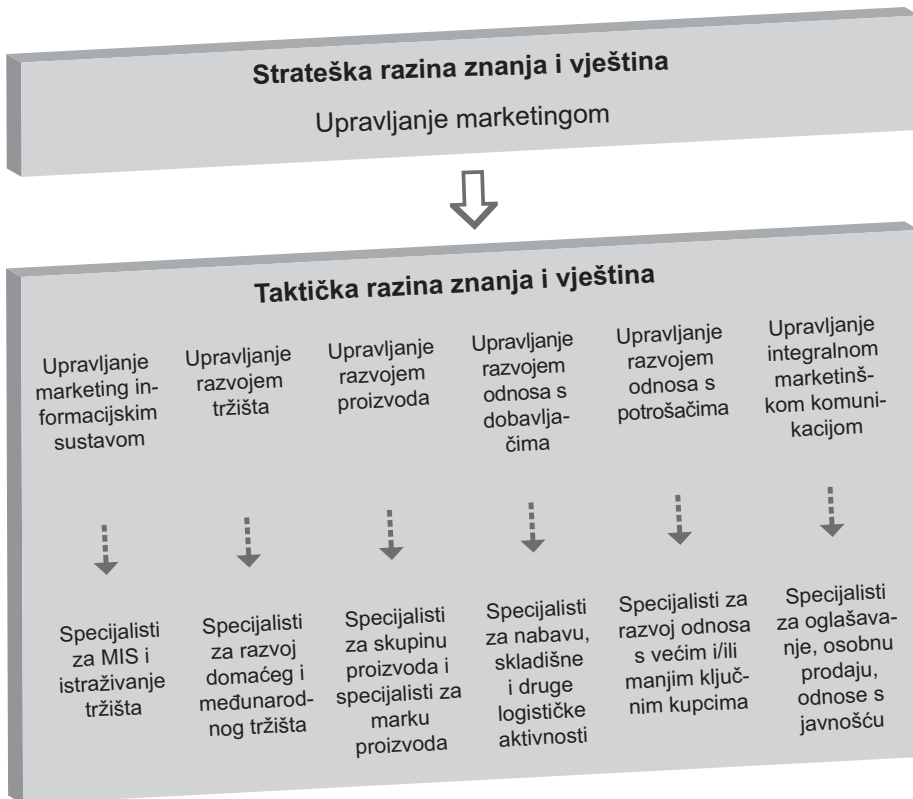 Strateška razina znanja i vještina
Upravljanje marketingom
Taktička razina znanja i vještina
Upravljanje
marketing in-
formacijskim
sustavom
Upravljanje
razvojem
tržišta
Upravljanje
razvojem
proizvoda
Upravljanje
razvojem
odnosa s
dobavlja-
čima
Upravljanje
razvojem
odnosa s
potrošačima
Upravljanje
integralnom
marketinš-
kom komuni-
kacijom
Specijalisti
za MIS i
istraživanje
tržišta
Specijalisti
za razvoj
domaćeg i
međunarod-
nog tržišta
Specijalisti
za skupinu
proizvoda i
specijalisti za
marku
proizvoda
Specijalisti
za nabavu,
skladišne
i druge
logističke
aktivnosti
Specijalisti za
razvoj odnosa
s većim i/ili
manjim ključ-
nim kupcima
Specijalisti
za oglašava-
nje, osobnu
prodaju,
odnose s
javnošću